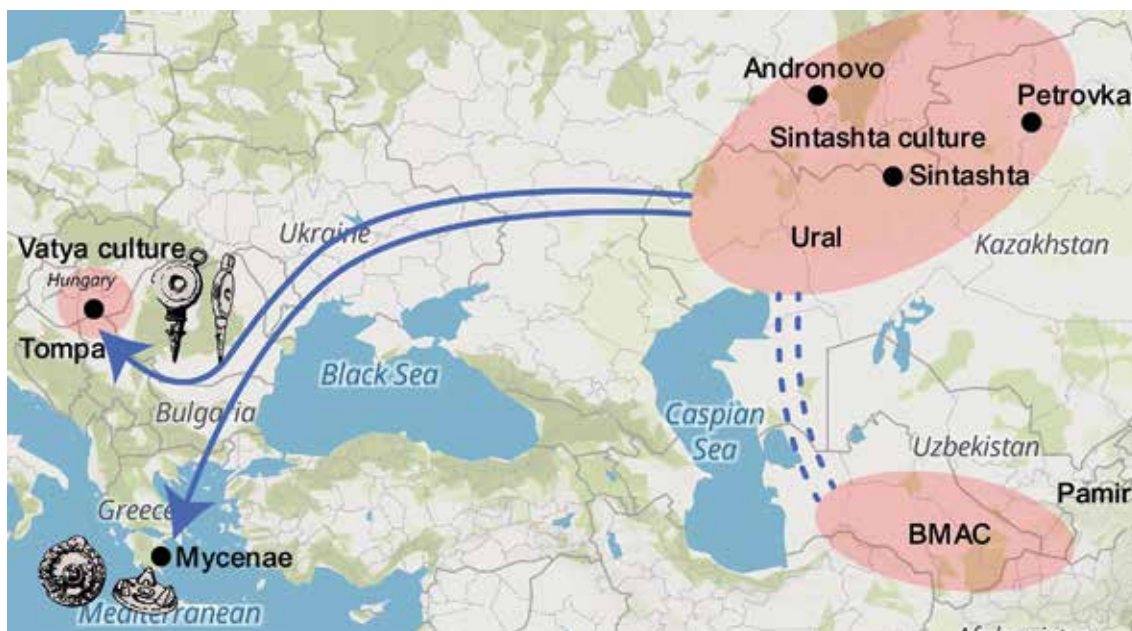 Andronovo
Petrovka
Sintashta culture
Sintashta
Ural
Kazakhstan
Ukraine
Vatya culture
Hungary
Tompa
Bulgaria
Black Sea
Caspian
Sea
Uzbekistan
Pamir
BMAC
Greece
Mycenae
Mediterranean
Afghanistan